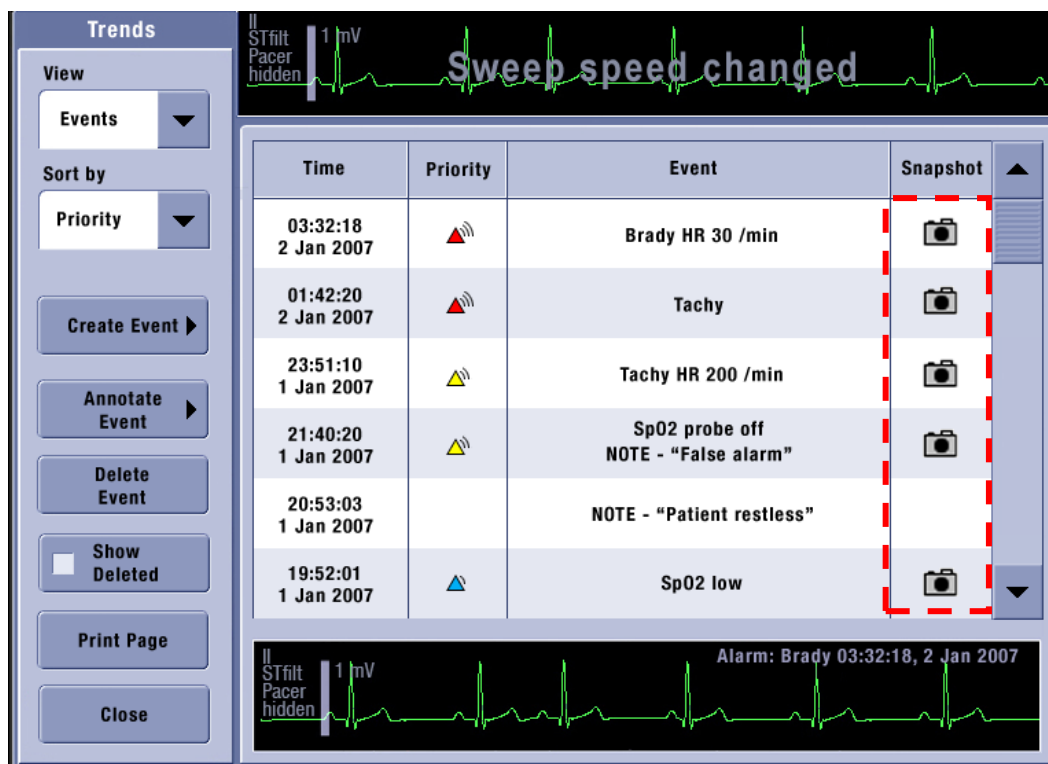 Trends
View
Events
Sort by
Priority
Create Event
Annotate
Event
Delete
Event
Show
Deleted
Print Page
Close
II
STfilt
Pacer
hidden
1 mV
Sweep speed changed
Time Priority Event Snapshot
03:32:18
2 Jan 2007
Brady HR 30 /min
01:42:20
2 Jan 2007
Tachy
23:51:10
1 Jan 2007
Tachy HR 200 /min
21:40:20
1 Jan 2007
SpO2 probe off
NOTE - “False alarm”
20:53:03
1 Jan 2007
NOTE - “Patient restless”
19:52:01
1 Jan 2007
SpO2 low
II
STfilt
Pacer
hidden
1 mV
Alarm: Brady 03:32:18, 2 Jan 2007